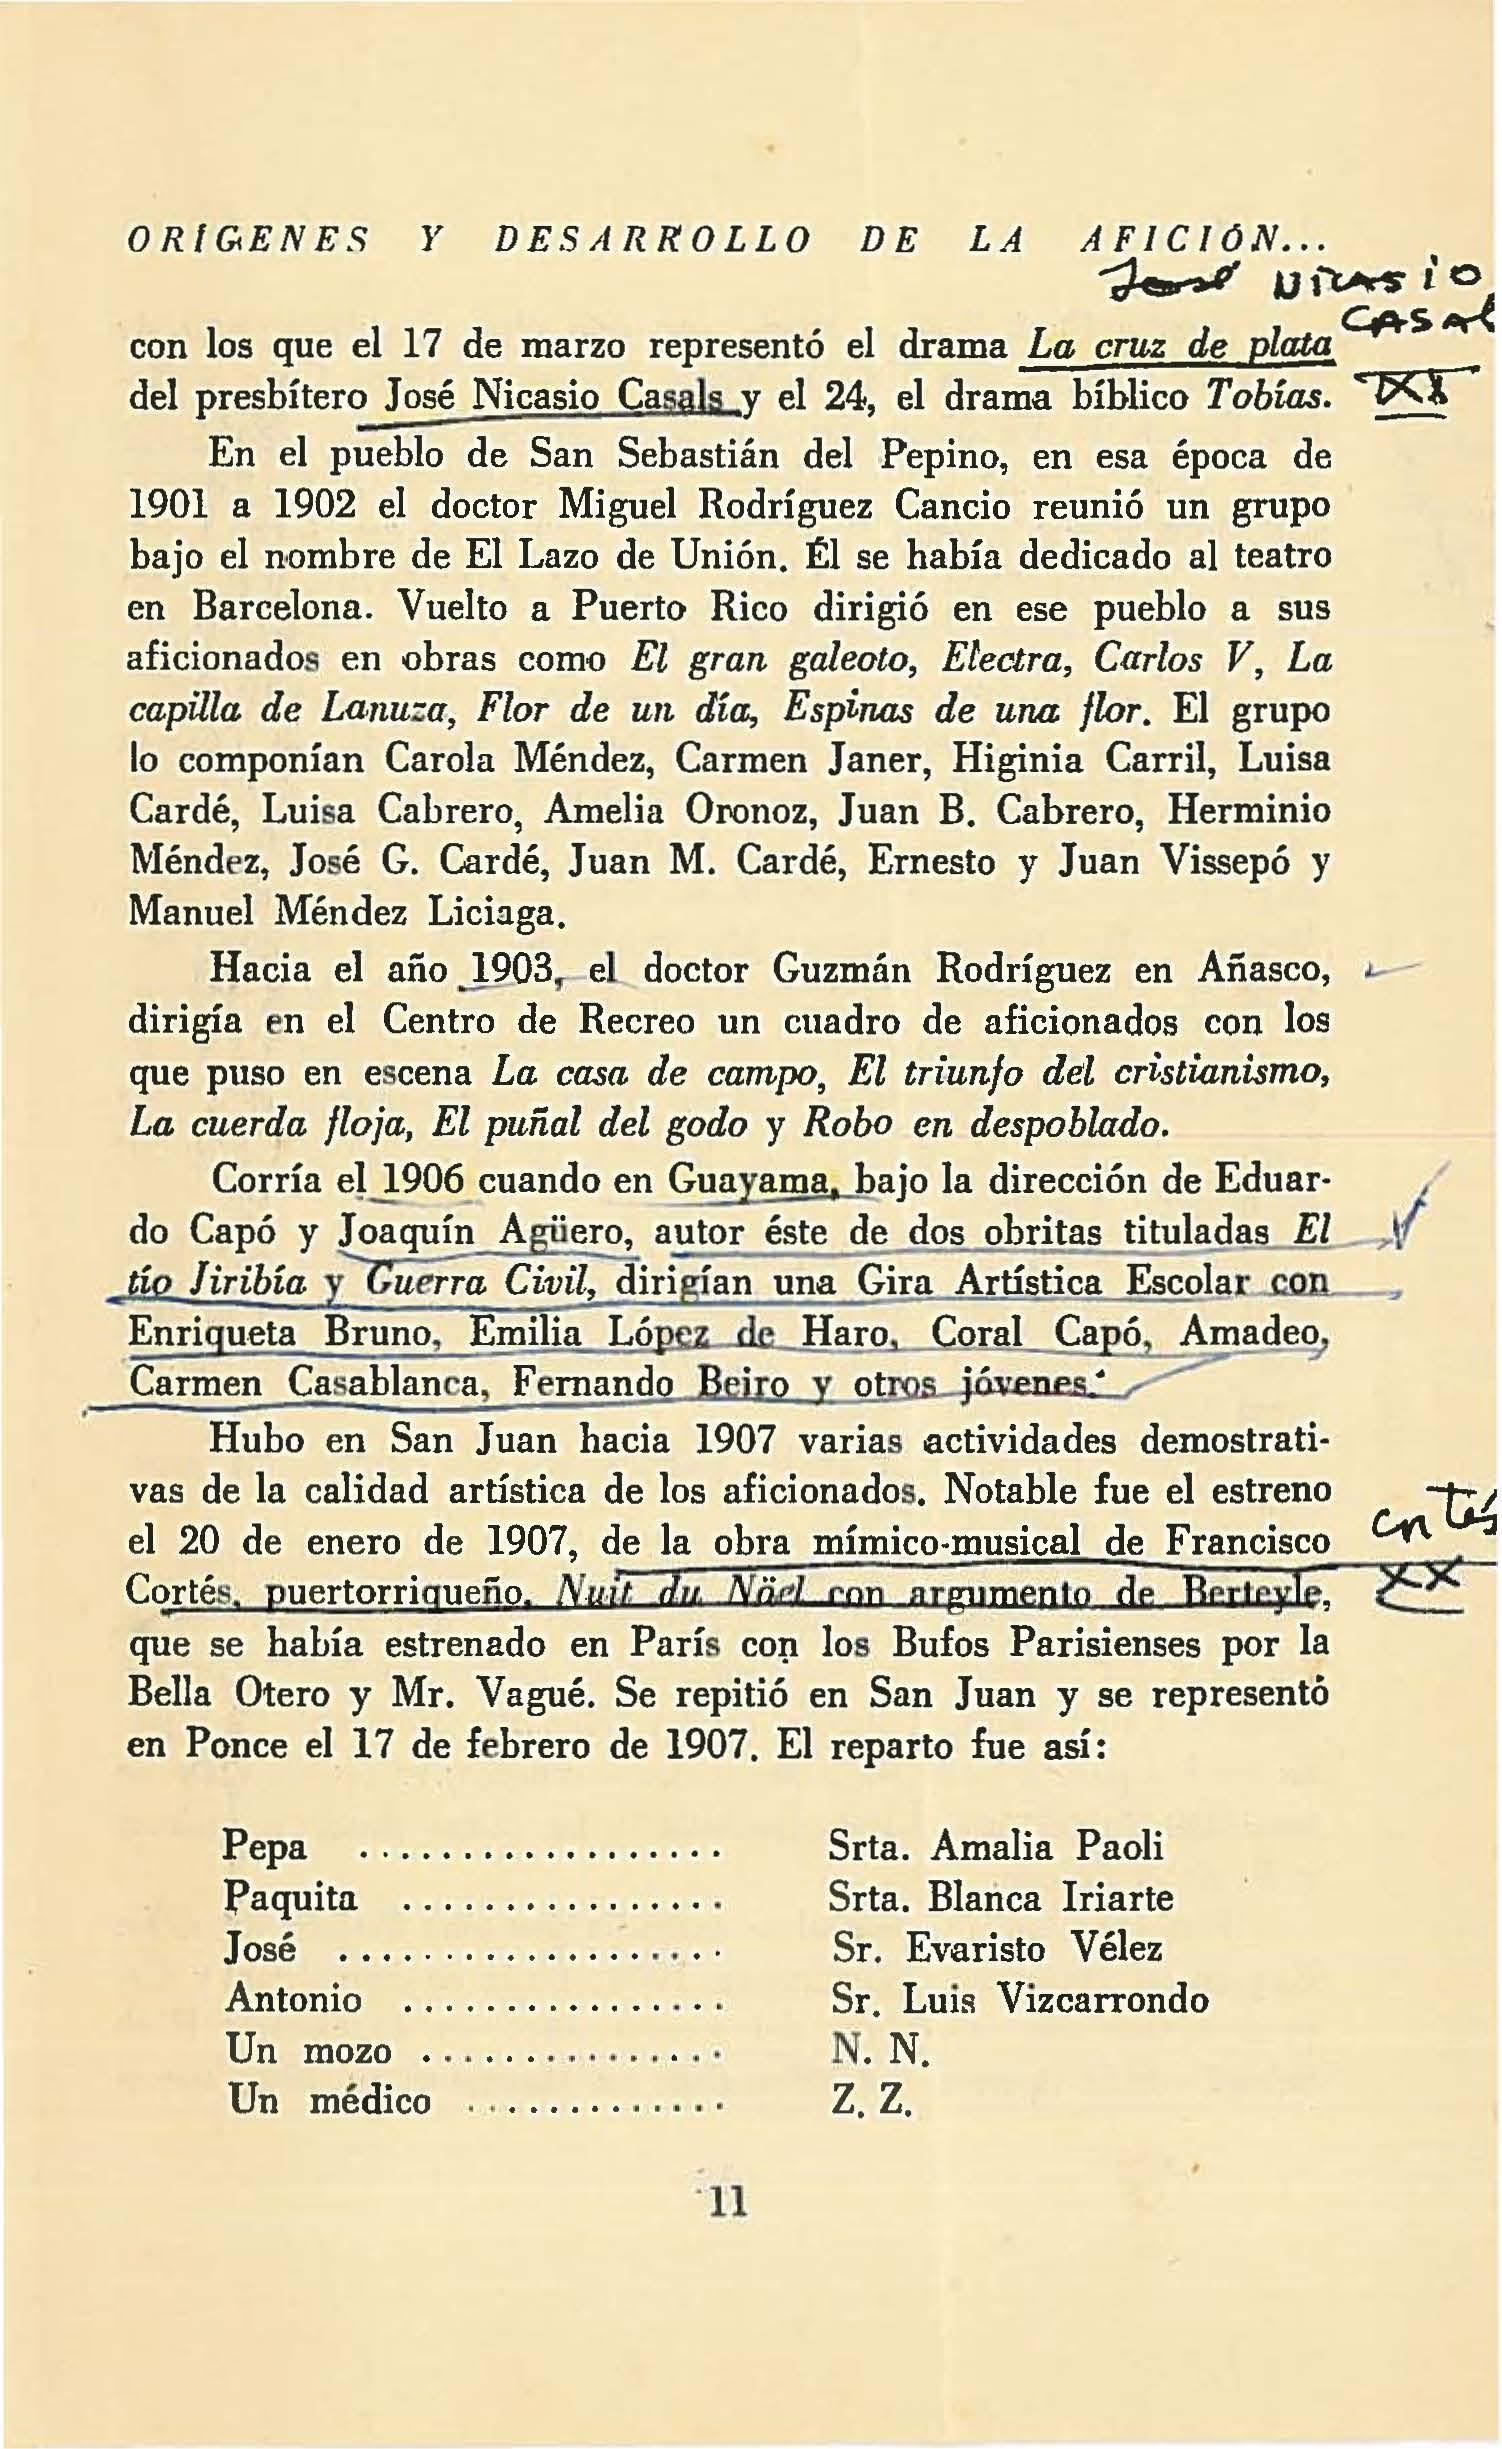 ORÍGENES Y DESARROLLO DE LA AFICIÓN...
José Nicasio
Casal
con los que el 17 de marzo representó el drama La cruz de plata
del presbítero José Nicasio Casals y el 24, el drama bíblico Tobías.
En el pueblo de San Sebastián del Pepino, en esa época de
1901 a 1902 el doctor Miguel Rodríguez Cancio reunió un grupo
bajo el nombre de El Lazo de Unión. Él se había dedicado al teatro
en Barcelona. Vuelto a Puerto Rico dirigió en ese pueblo a sus
aficionados en obras como El gran galeoto, Electra, Carlos V, La
capilla de Lanuza, Flor de un día, Espinas de una flor. El grupo
lo componían Carola Méndez, Carmen Janer, Higinia Carril, Luisa
Cardé, Luisa Cabrero, Amelia Oronoz, Juan B. Cabrero, Herminio
Méndez, José G. Cardé, Juan M. Cardé, Ernesto y Juan Vissepó y
Manuel Méndez Liciaga.
Hacia el año 1903, el doctor Guzmán Rodríguez en Añasco,
dirigía en el Centro de Recreo un cuadro de aficionados con los
que puso en escena La casa de campo, El triunfo del cristianismo,
La cuerda floja, El puñal del godo y Robo en despoblado.
Corría el 1906 cuando en Guayama, bajo la dirección de Eduar-
do Capó y Joaquín Agüero, autor éste de dos obritas tituladas El
tío Jiribía y Guerra Civil, dirigían una Gira Artística Escolar con
Enriqueta Bruno, Emilia López de Haro, Coral Capó, Amadeo,
Carmen Casablanca, Fernando Beiro y otros jóvenes.
Hubo en San Juan hacia 1907 varias actividades demostrati-
vas de la calidad artística de los aficionados. Notable fue el estreno
el 20 de enero de 1907, de la obra mímico-musical de Francisco
Cortés
Cortés, puertorriqueño, Nuit du Näel con argumento de Berteyle,
XX
que se había estrenado en París con los Bufos Parisienses por la
Bella Otero y Mr. Vagué. Se repitió en San Juan y se representó
en Ponce el 17 de febrero de 1907. El reparto fue así:
Pepa .................. Srta. Amalia Paoli
Paquita ................ Srta. Blanca Iriarte
José ................... Sr. Evaristo Vélez
Antonio ................ Sr. Luis Vizcarrondo
Un mozo ............... N. N.
Un médico ............. Z. Z.
11